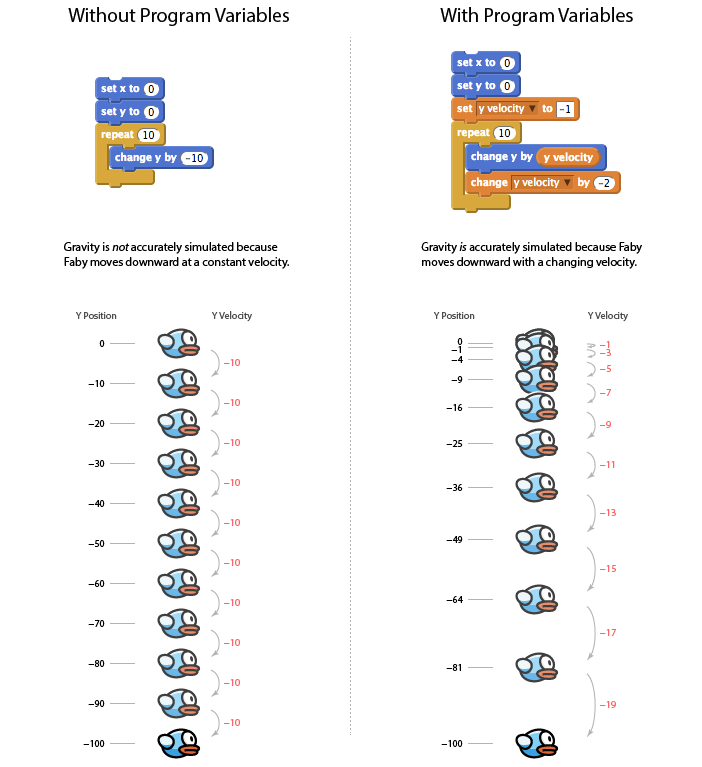 Without Program Variables
set x to 0
set y to 0
repeat 10
change y by -10
Gravity is not accurately simulated because
Faby moves downward at a constant velocity.
Y Position
Y Velocity
0
-10
-10
-10
-20
-10
-30
-10
-40
-10
-50
-10
-60
-10
-70
-10
-80
-10
-90
-10
-100
With Program Variables
set x to 0
set y to 0
set y velocity to -1
repeat 10
change y by y velocity
change y velocity by -2
Gravity is accurately simulated because Faby
moves downward with a changing velocity.
Y Position
Y Velocity
0
-1
-1
-3
-4
-5
-9
-7
-16
-9
-25
-11
-36
-13
-49
-15
-64
-17
-81
-19
-100